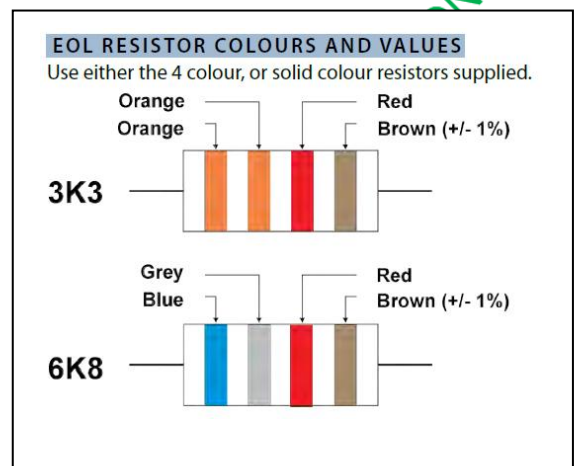 EOL RESISTOR COLOURS AND VALUES
Use either the 4 colour, or solid colour resistors supplied.
Orange Red
Orange Brown (+/- 1%)
3K3
Grey Red
Blue Brown (+/- 1%)
6K8